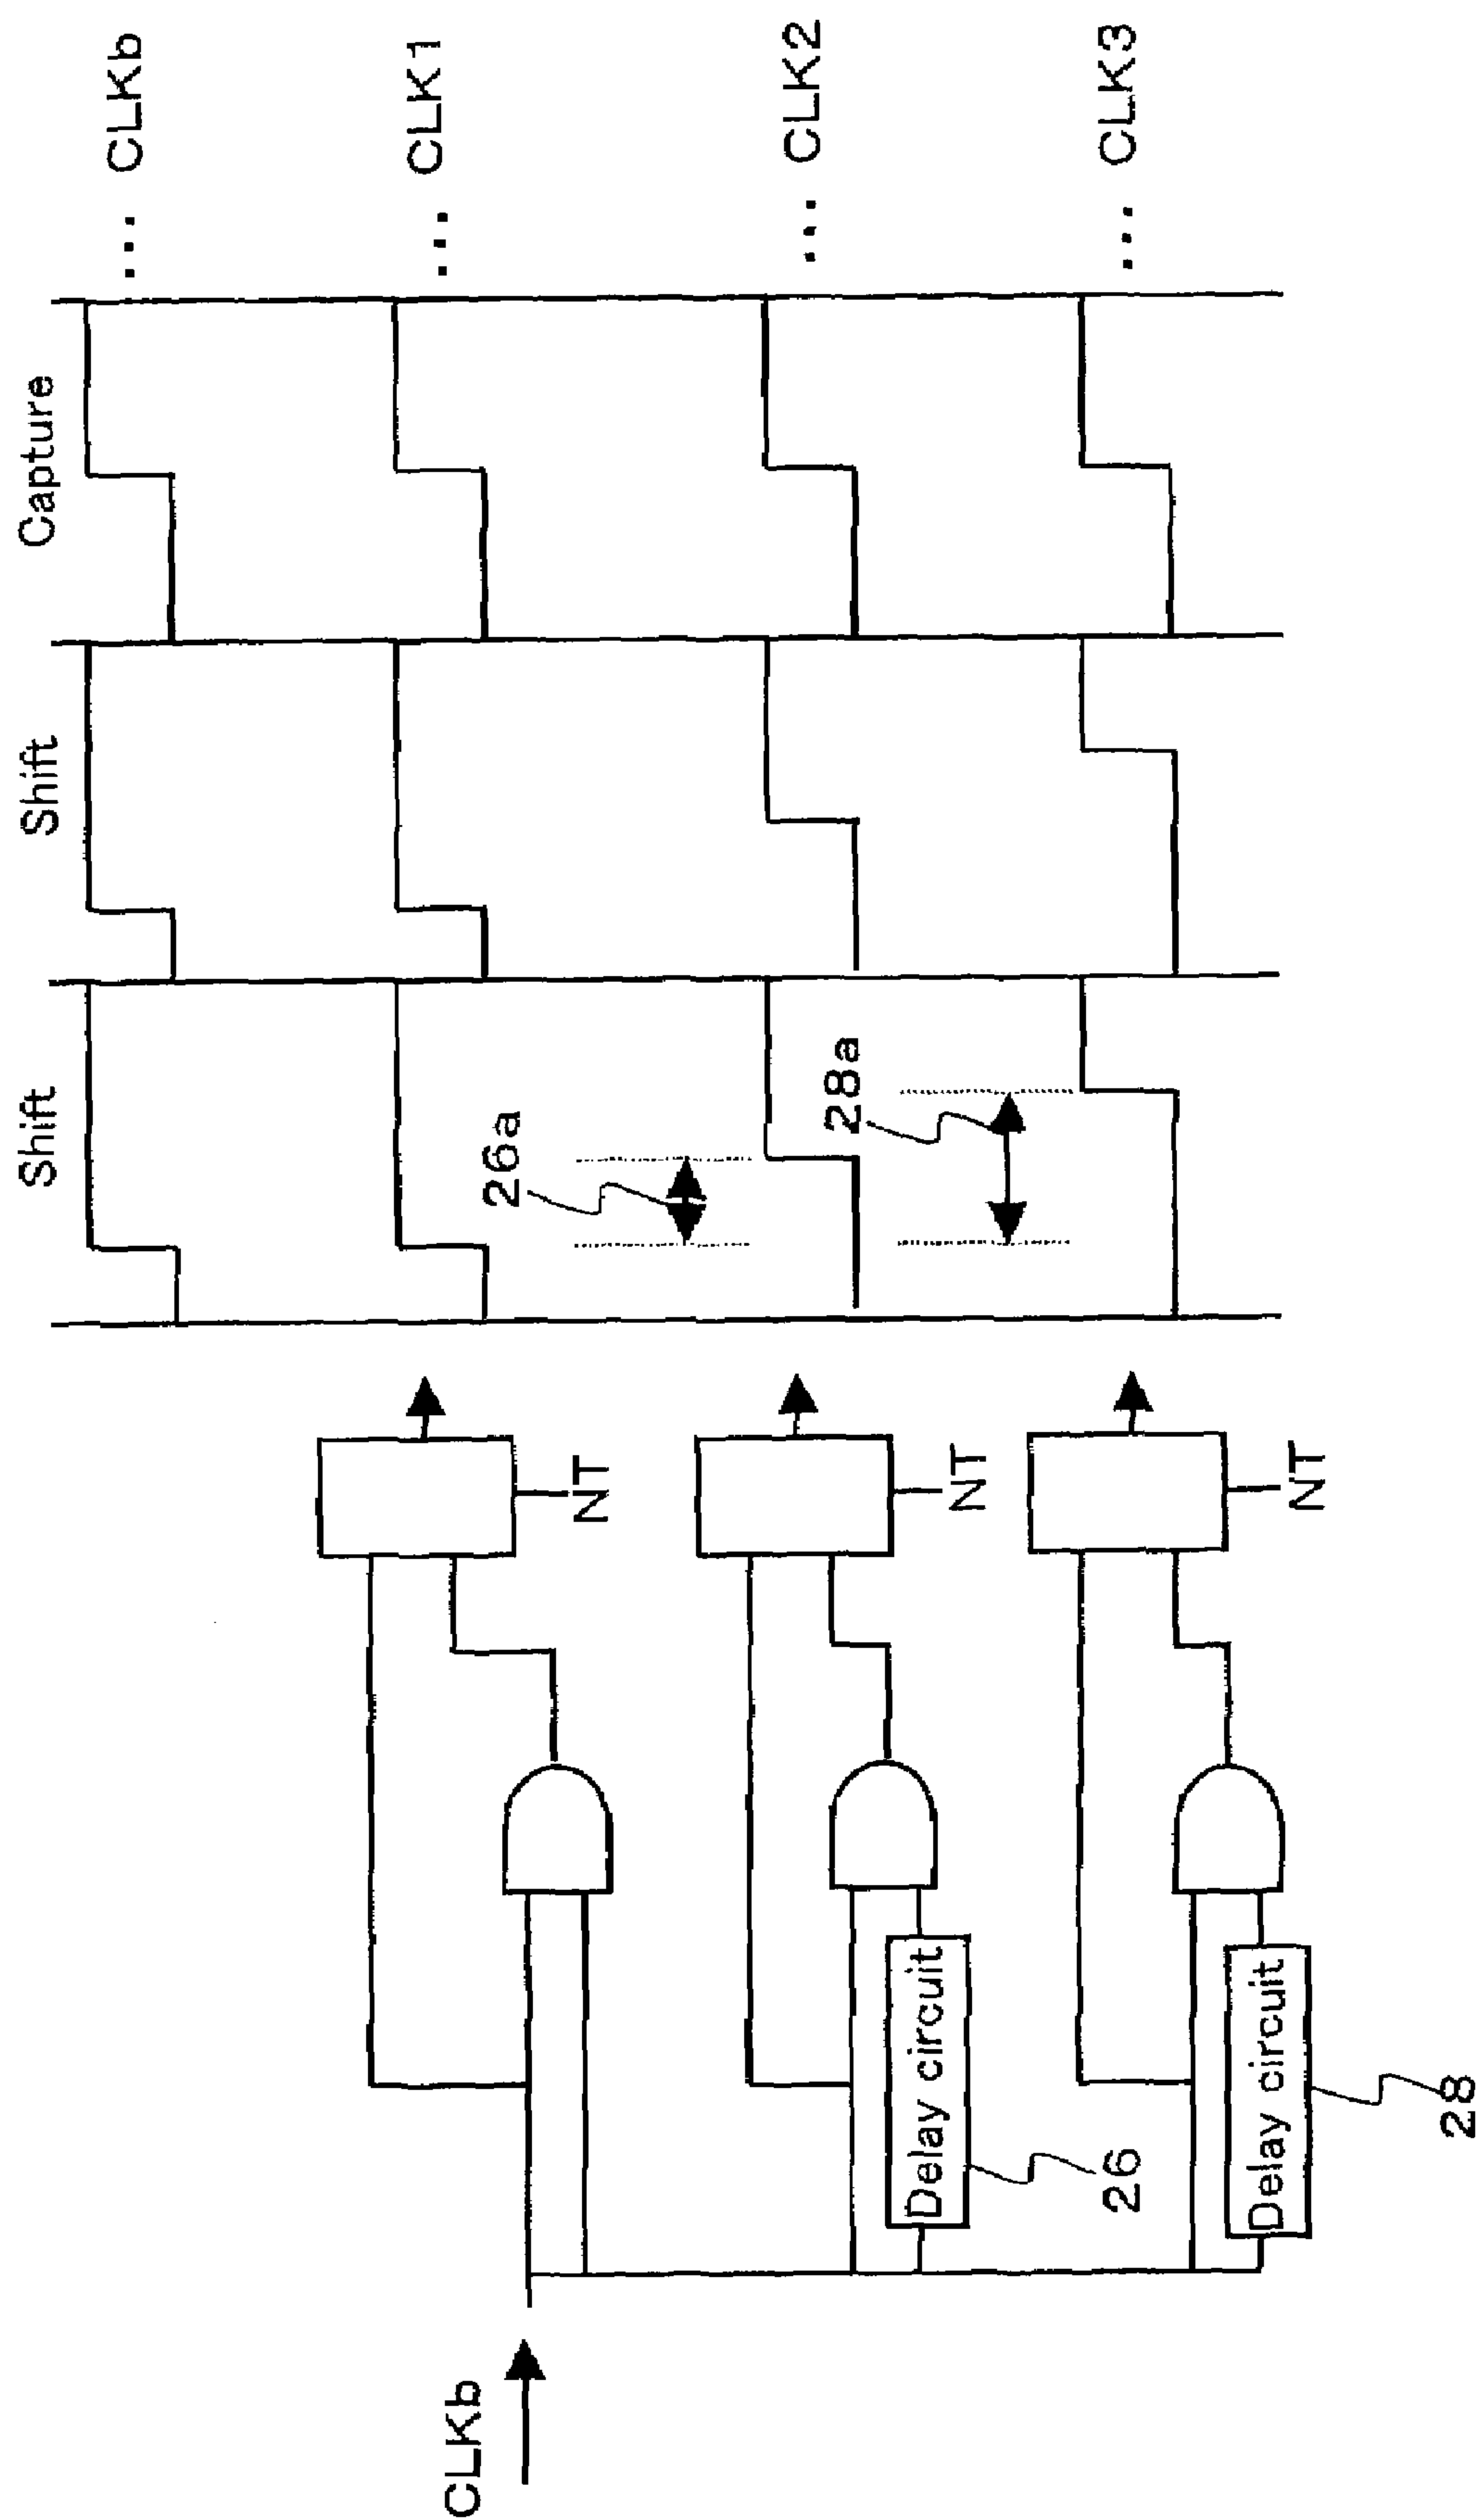 Shift
Shift
Capture
... CLKb
... CLK1
26a
... CLK2
28a
... CLK3
CLKb
NT
NT
NT
Delay circuit
26
Delay circuit
28